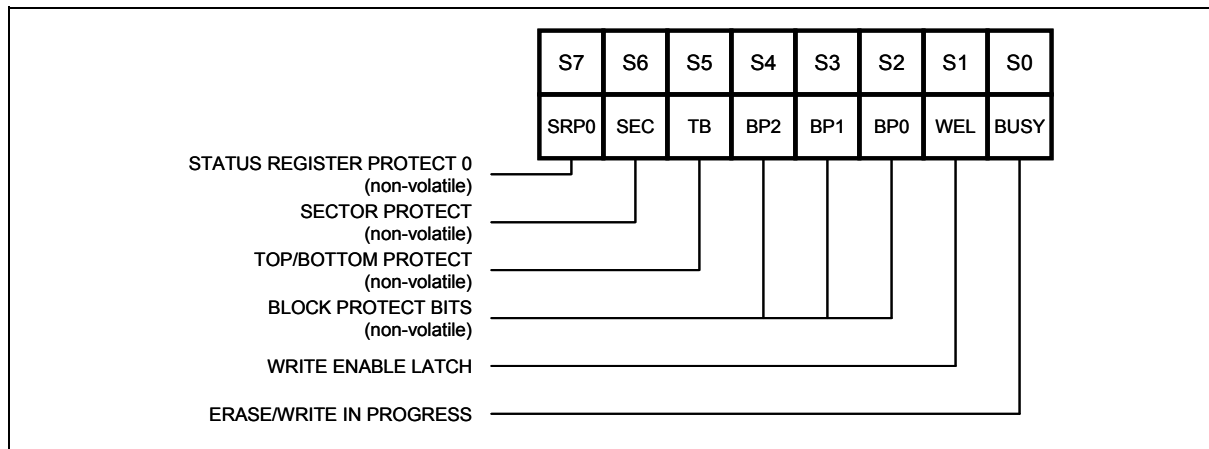 S7 S6 S5 S4 S3 S2 S1 S0
SRP0 SEC TB BP2 BP1 BP0 WEL BUSY
STATUS REGISTER PROTECT 0
(non-volatile)
SECTOR PROTECT
(non-volatile)
TOP/BOTTOM PROTECT
(non-volatile)
BLOCK PROTECT BITS
(non-volatile)
WRITE ENABLE LATCH
ERASE/WRITE IN PROGRESS